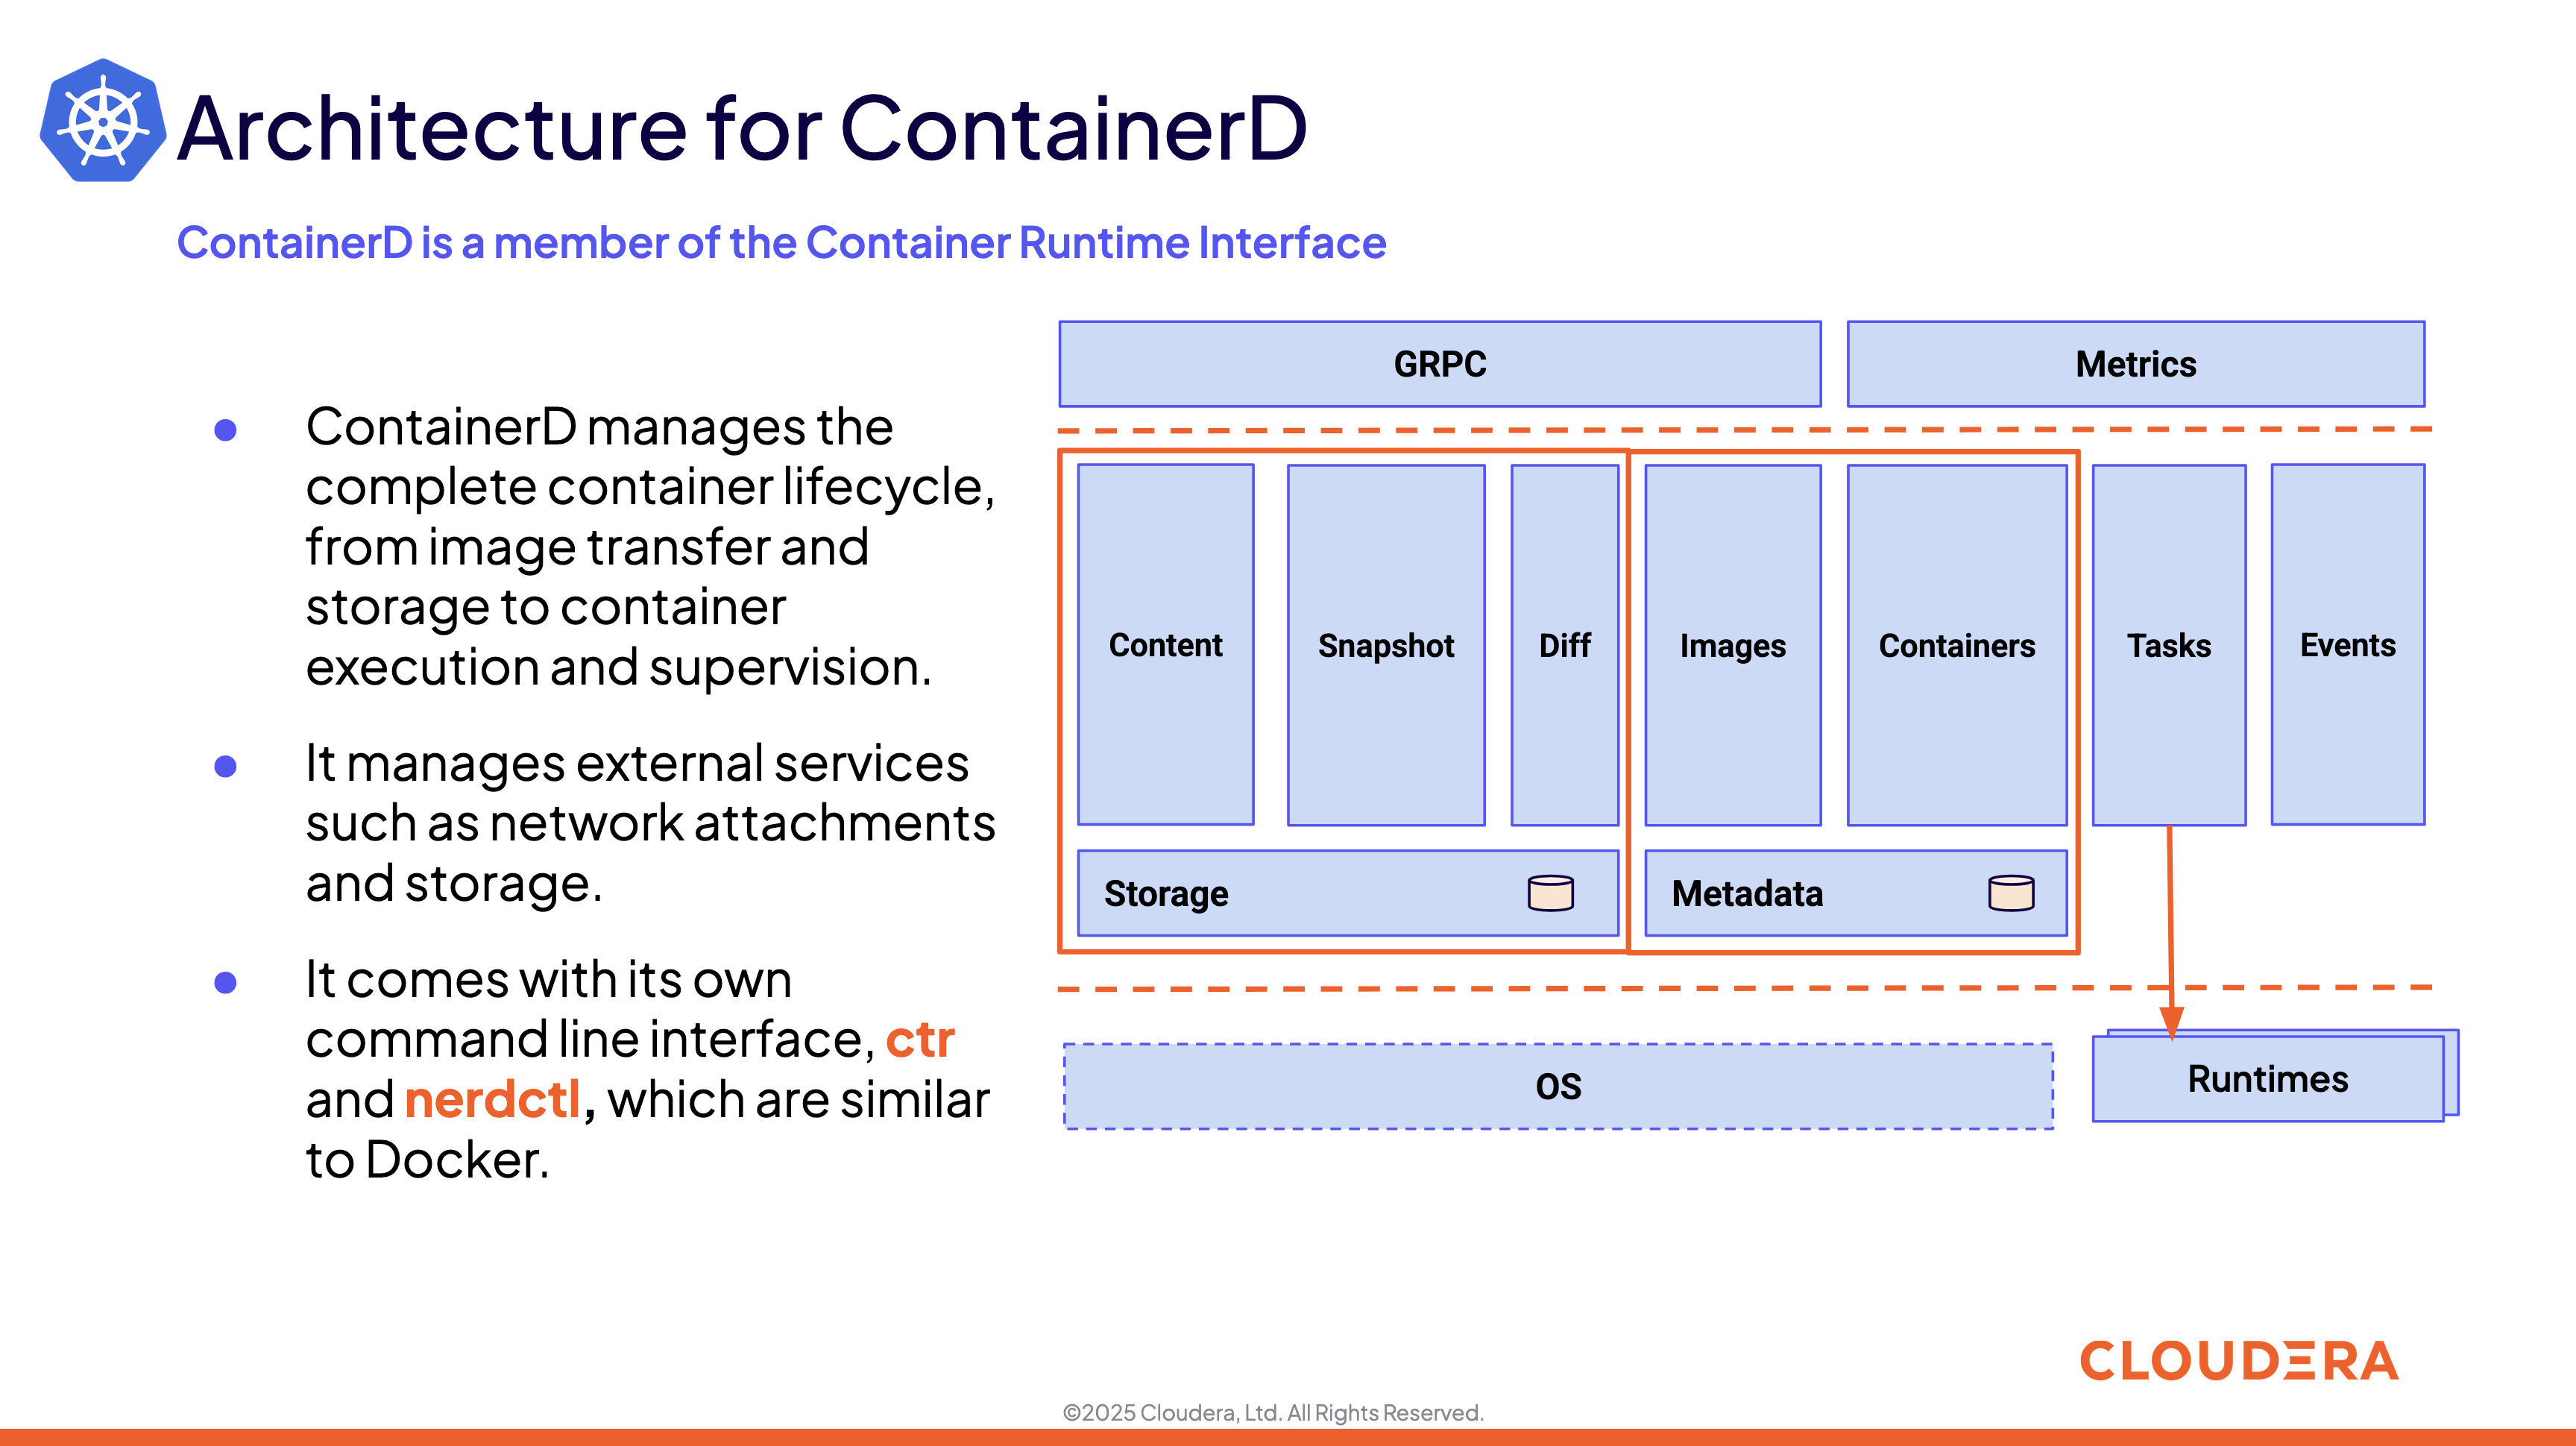 Architecture for ContainerD
ContainerD is a member of the Container Runtime Interface
● ContainerD manages the
complete container lifecycle,
from image transfer and
storage to container
execution and supervision.
● It manages external services
such as network attachments
and storage.
● It comes with its own
command line interface, ctr
and nerdctl, which are similar
to Docker.
GRPC
Metrics
Content
Snapshot
Diff
Images
Containers
Tasks
Events
Storage
Metadata
OS
Runtimes
CLOUDERA
©2025 Cloudera, Ltd. All Rights Reserved.